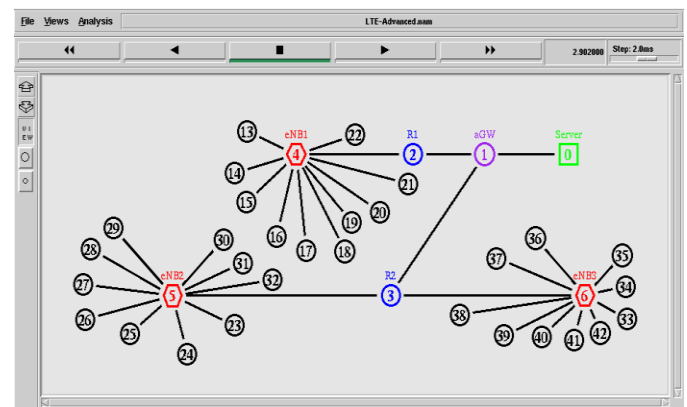 File Views Analysis LTE-Advanced.nam
2.902000 Step: 2.0ms
VIEW
13 eNB1 22 R1 aGW Server
4 2 1 0
14 21
15 20
19
16 17 18
29 30 36 35
28 31 37 eNB3
27 eNB2 32 R2 34
5 3 6
26 38 33
25 23 39 40 41 42
24